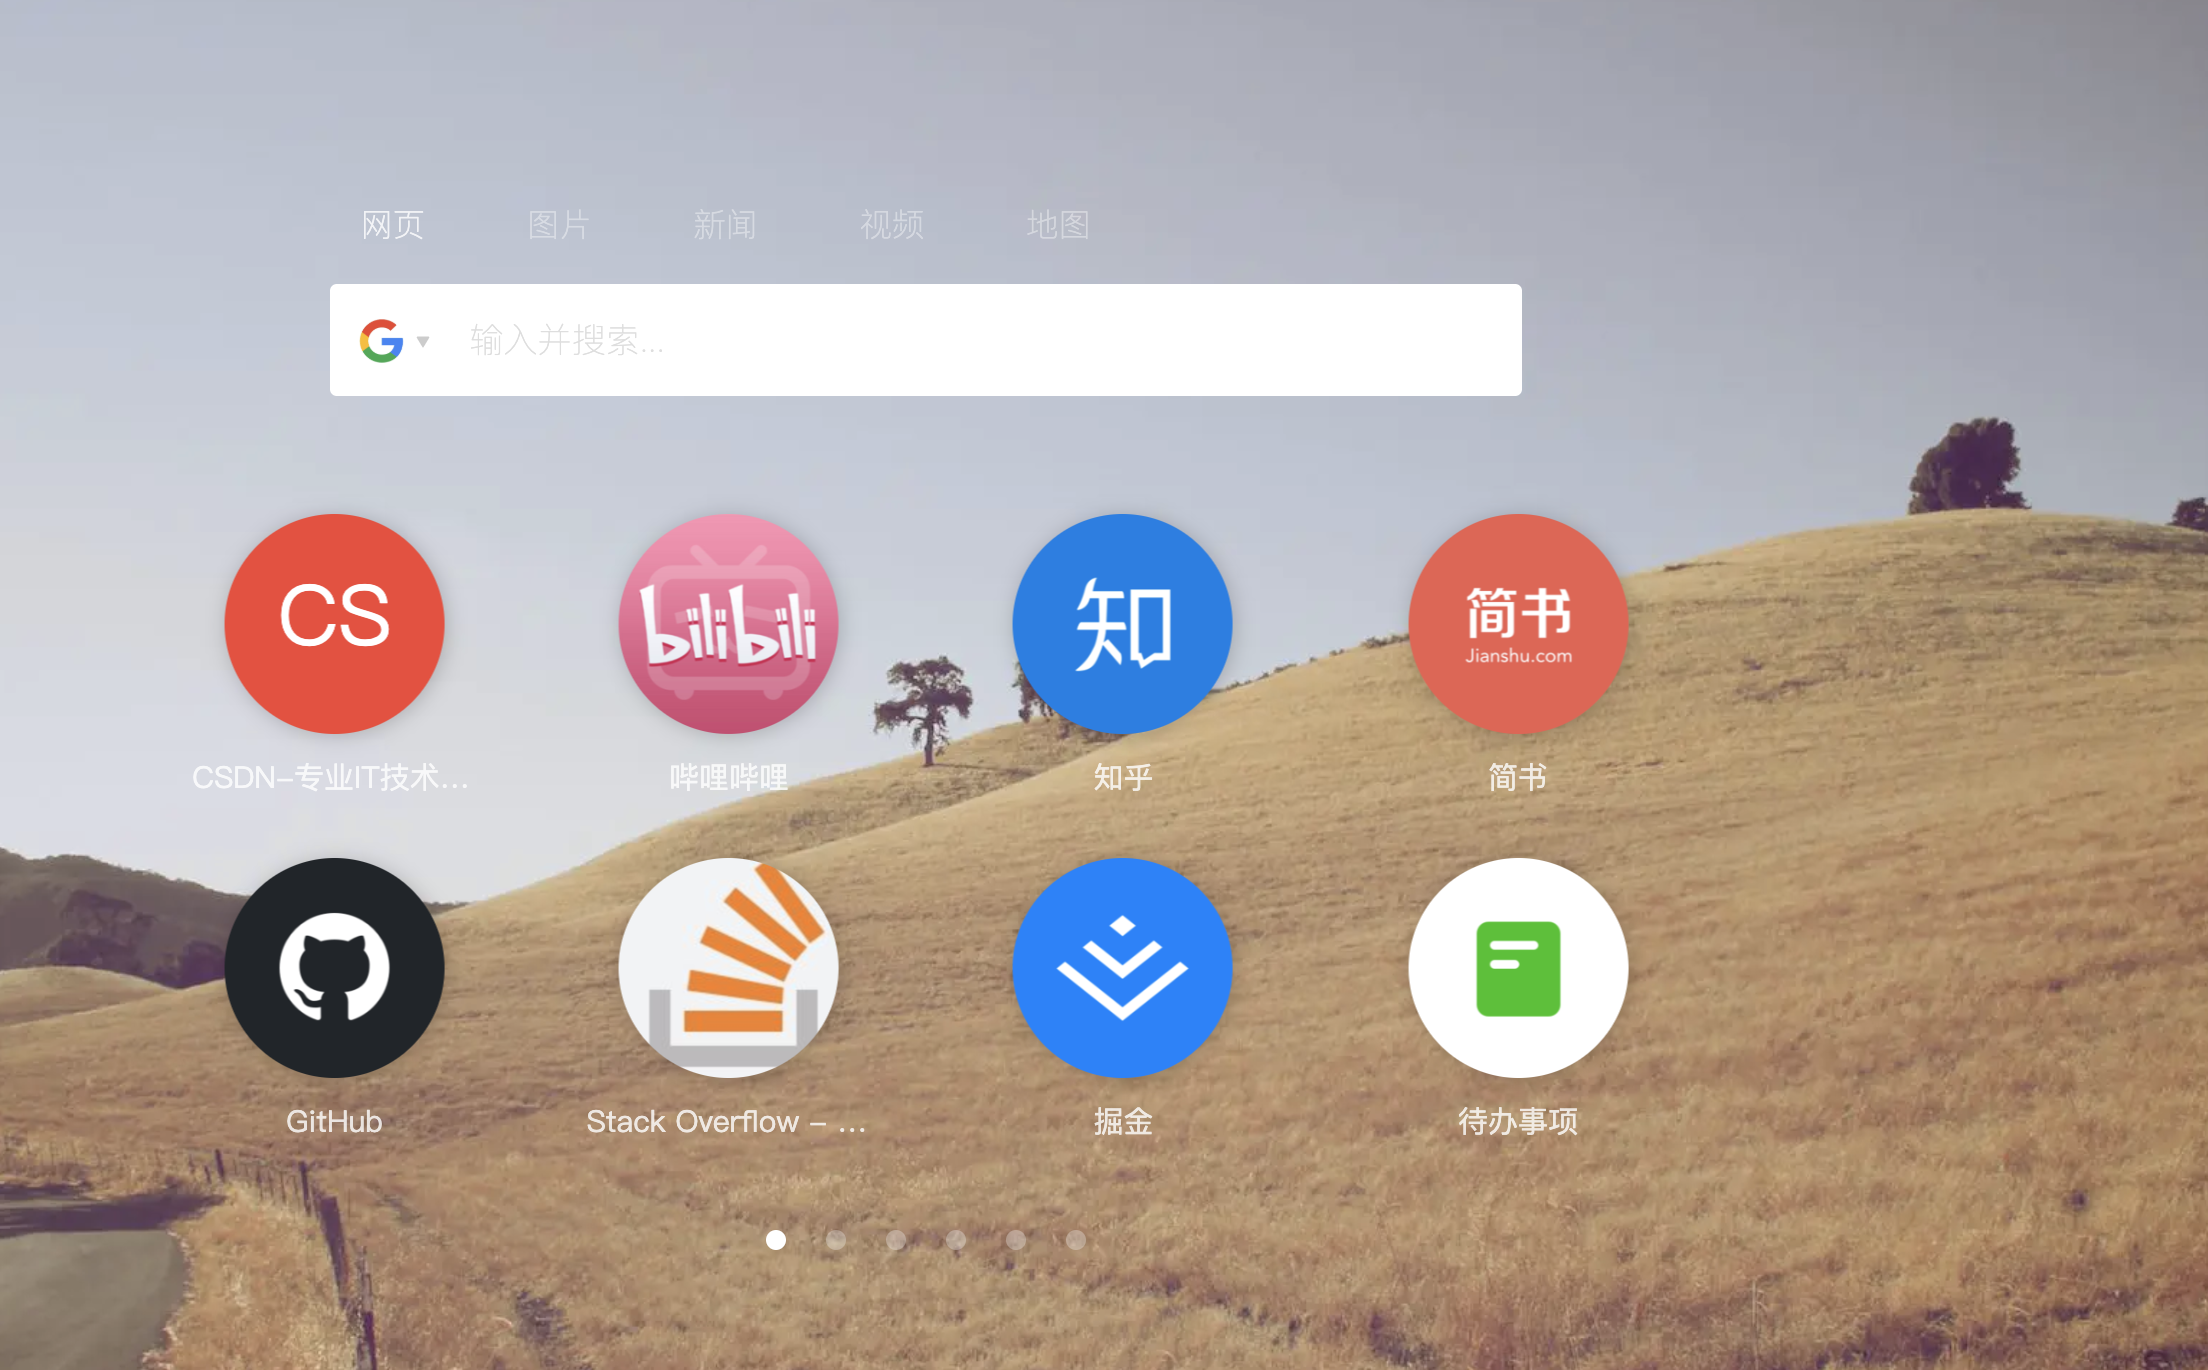 网页 图片 新闻 视频 地图
输入并搜索...
CS
bilibili
知
简书
Jianshu.com
CSDN-专业IT技术...
哔哩哔哩
知乎
简书
GitHub
Stack Overflow - ...
掘金
待办事项